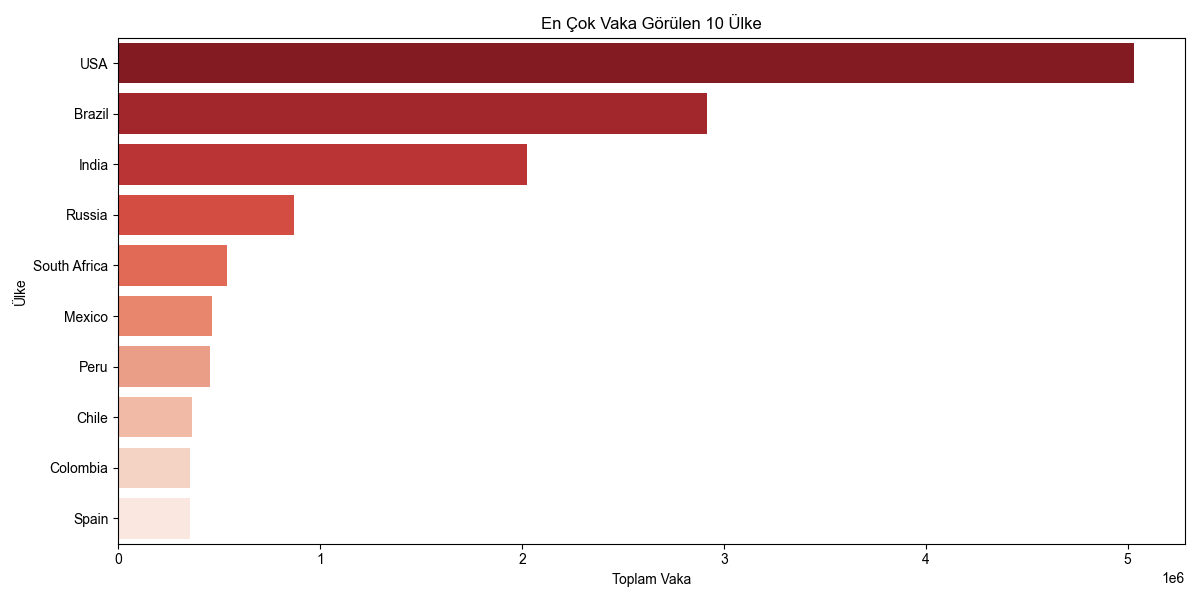 En Çok Vaka Görülen 10 Ülke
USA
Brazil
India
Russia
South Africa
Mexico
Peru
Chile
Colombia
Spain
Ülke
0 1 2 3 4 5
1e6
Toplam Vaka